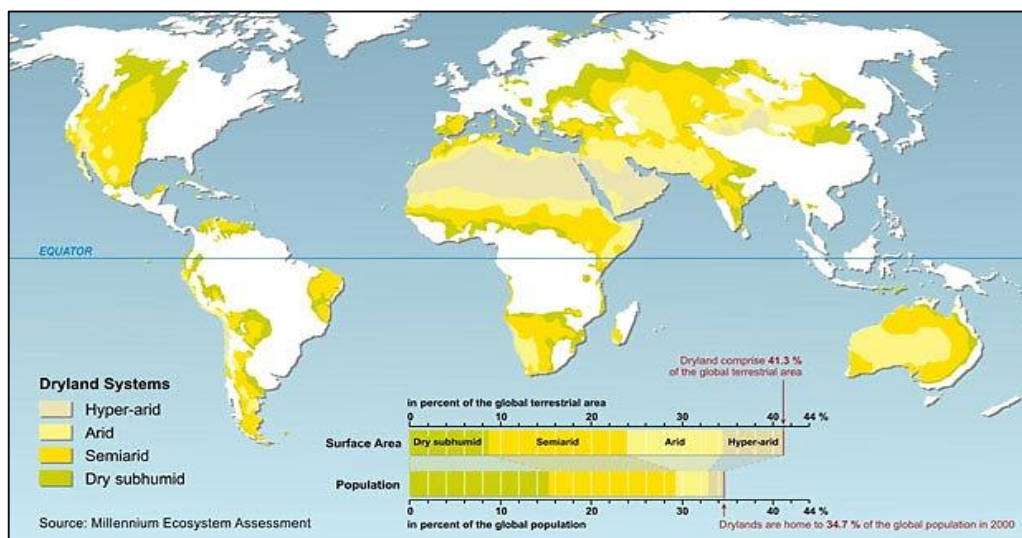 EQUATOR
Dryland comprise 41.3 %
of the global terrestrial area
Dryland Systems
Hyper-arid
Arid
Semiarid
Dry subhumid
in percent of the global terrestrial area
0 10 20 30 40 44 %
Surface Area
Dry subhumid Semiarid Arid Hyper-arid
Population
0 10 20 30 40 44 %
in percent of the global population
Drylands are home to 34.7 % of the global population in 2000
Source: Millennium Ecosystem Assessment